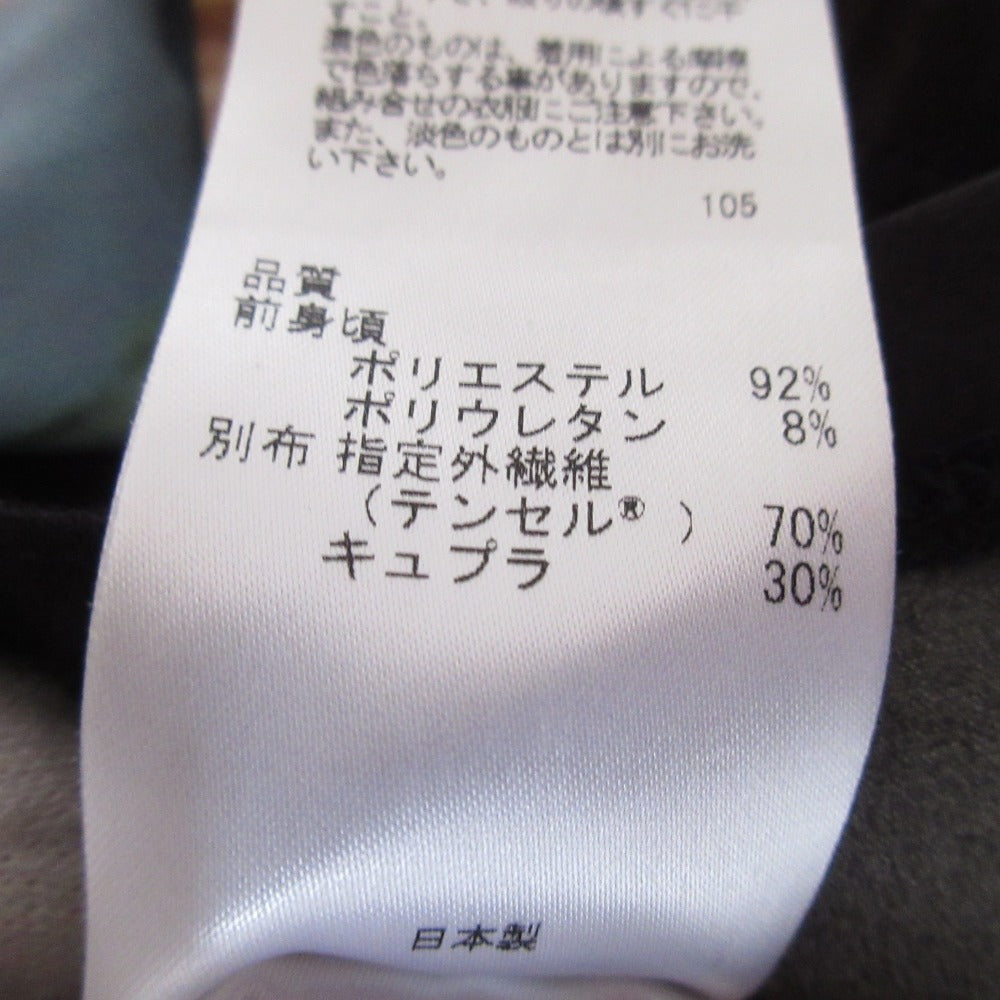 すこと。
濃色のものは、着用による摩擦
で色落ちする事がありますので、
組み合せの衣服にご注意下さい。
また、淡色のものとは別にお洗
い下さい。
105
品質
前身頃
ポリエステル 92%
ポリウレタン 8%
別布 指定外繊維
(テンセル®) 70%
キュプラ 30%
日本製